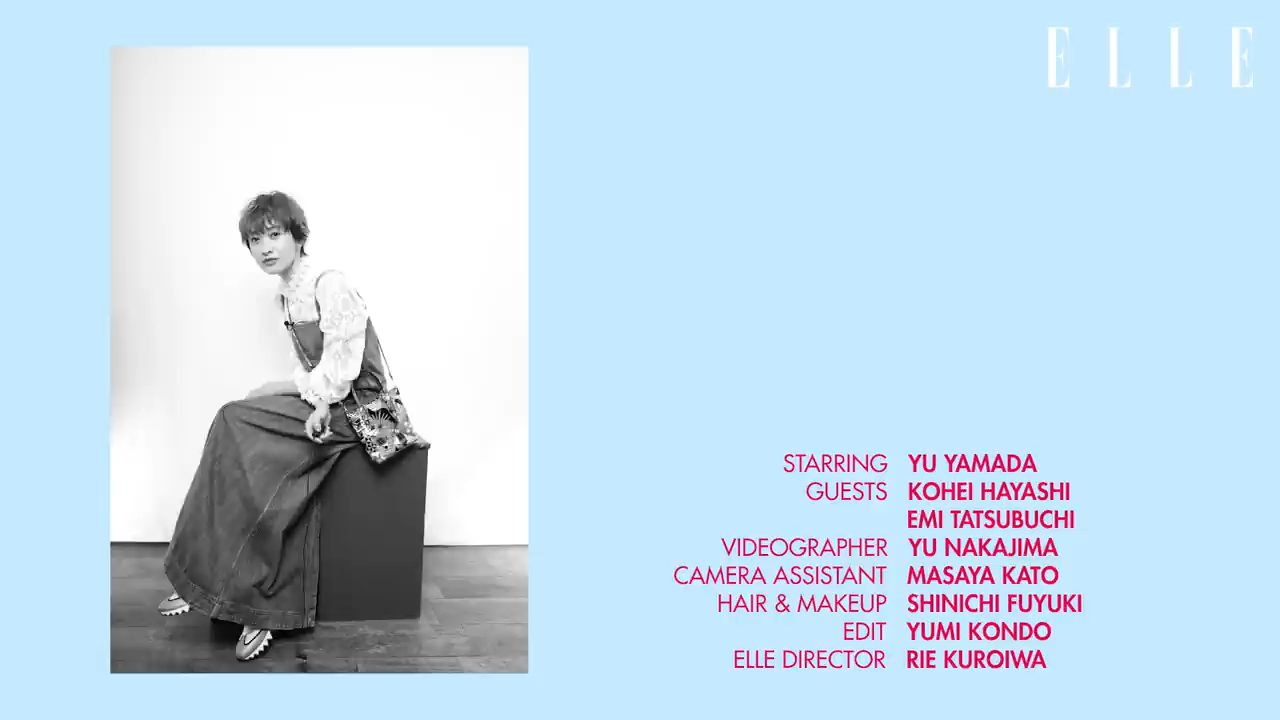 ELLE
STARRING YU YAMADA
GUESTS KOHEI HAYASHI
EMI TATSUBUCHI
VIDEOGRAPHER YU NAKAJIMA
CAMERA ASSISTANT MASAYA KATO
HAIR & MAKEUP SHINICHI FUYUKI
EDIT YUMI KONDO
ELLE DIRECTOR RIE KUROIWA